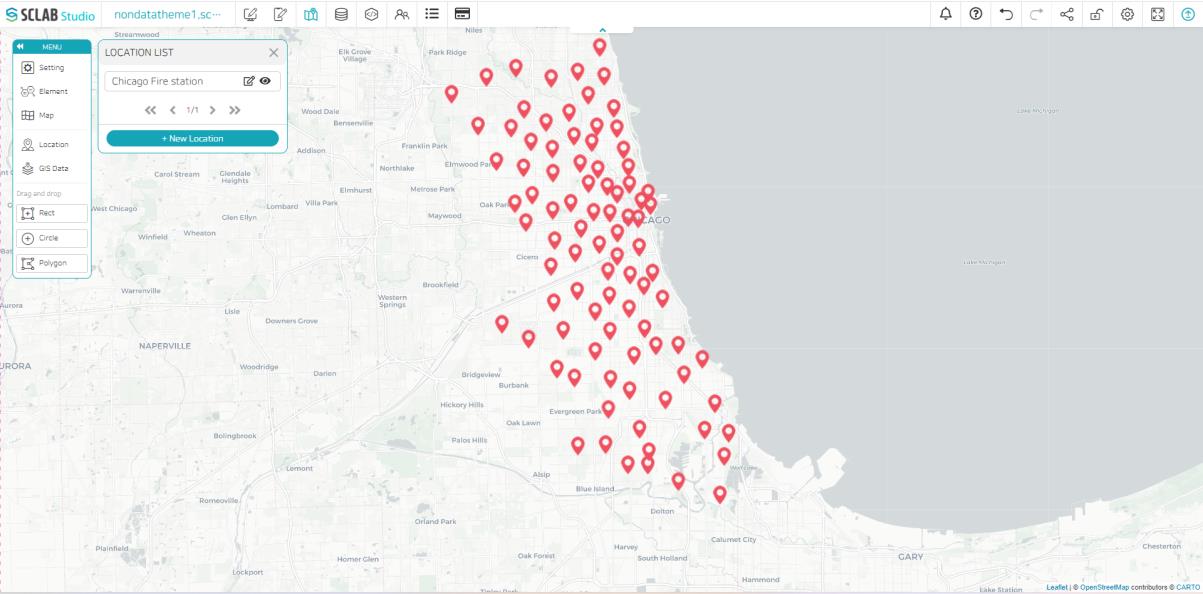 SCLAB Studio
nondatatheme1,sc···
MENU
Setting
Element
Map
Location
GIS Data
Drag and drop
Rect
Circle
Polygon
LOCATION LIST
Chicago Fire station
1/1
+ New Location
Streamwood
Niles
Elk Grove
Village
Park Ridge
Wood Dale
Bensenville
Lake Michigan
Addison
Franklin Park
Elmwood Par
Northlake
Carol Stream
Glendale
Heights
Elmhurst
Melrose Park
West Chicago
Lombard
Villa Park
Oak Park
Glen Ellyn
Maywood
CAGO
Winfield
Wheaton
Bat
Cicero
Lake Michigan
Brookfield
Warrenville
Western
Springs
Aurora
Lisle
Downers Grove
NAPERVILLE
URORA
Woodridge
Darien
Bridgeview
Burbank
Hickory Hills
Evergreen Park
Oak Lawn
Bolingbrook
Palos Hills
Lemont
Alsip
Whitcomb
Blue Island
Romeoville
Dolton
Orland Park
Calumet City
Plainfield
Harvey
Chesterton
Homer Glen
Oak Forest
South Holland
GARY
Lockport
Hammond
Tinley Park
Lake Station
Leaflet | © OpenStreetMap contributors © CARTO